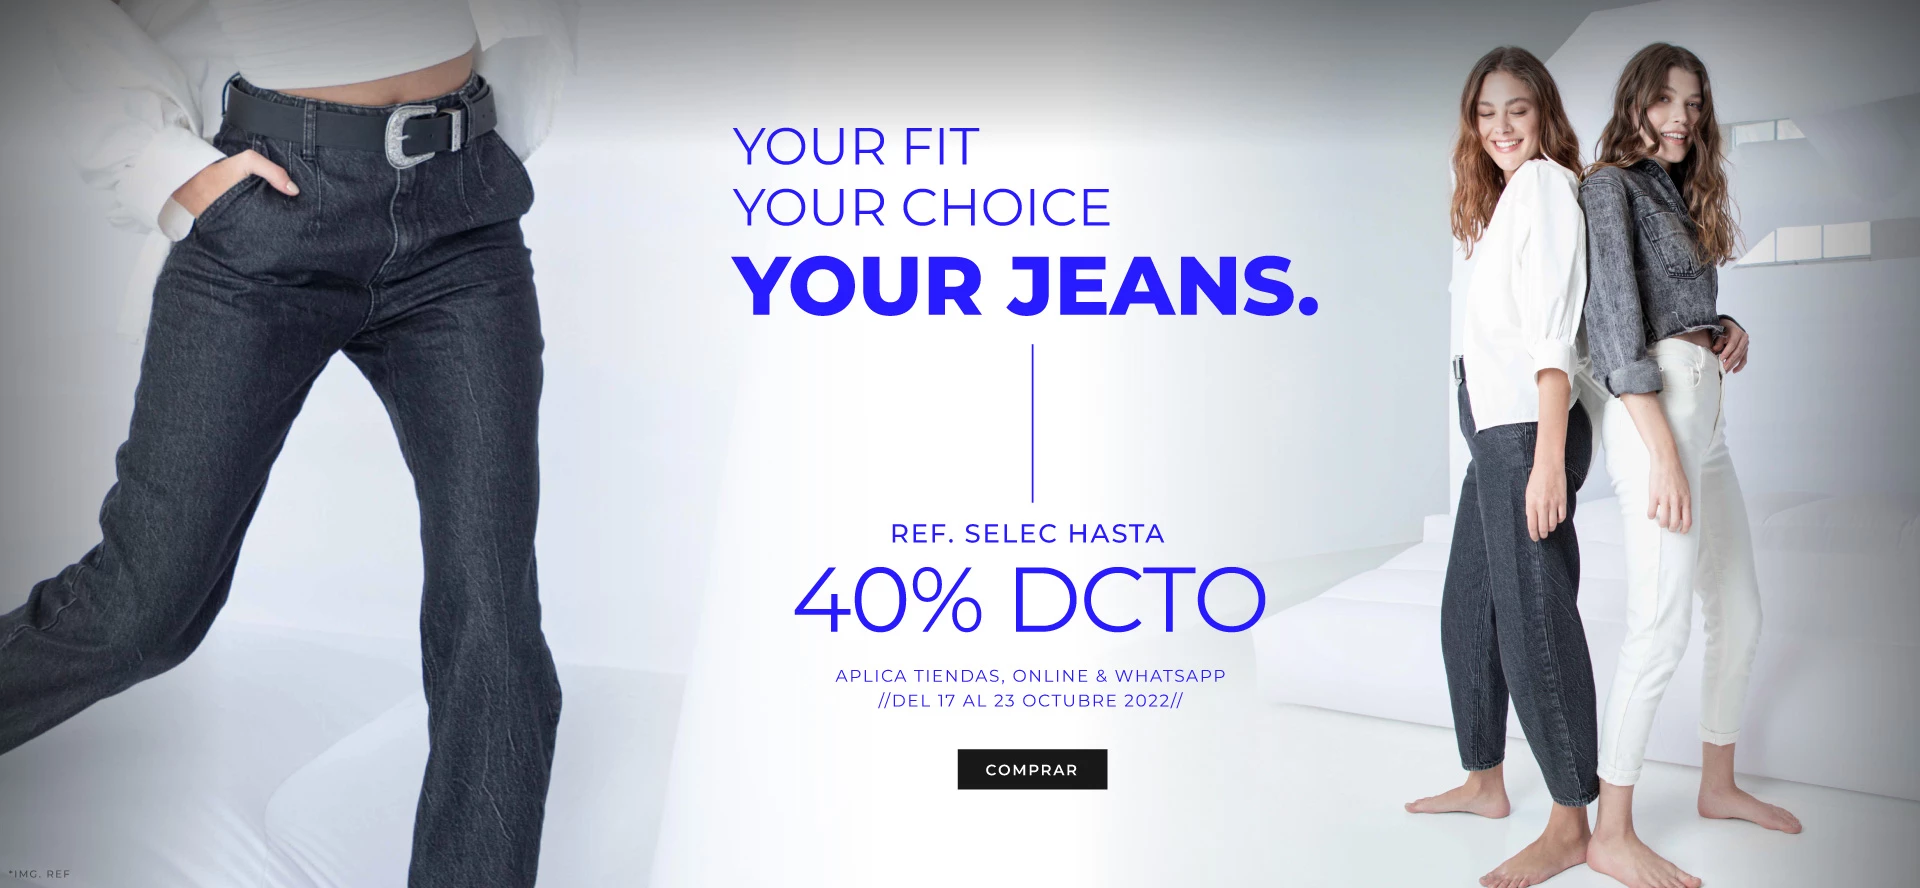 YOUR FIT
YOUR CHOICE
YOUR JEANS.
REF. SELEC HASTA
40% DCTO
APLICA TIENDAS, ONLINE & WHATSAPP
//DEL 17 AL 23 OCTUBRE 2022//
COMPRAR
*IMG. REF